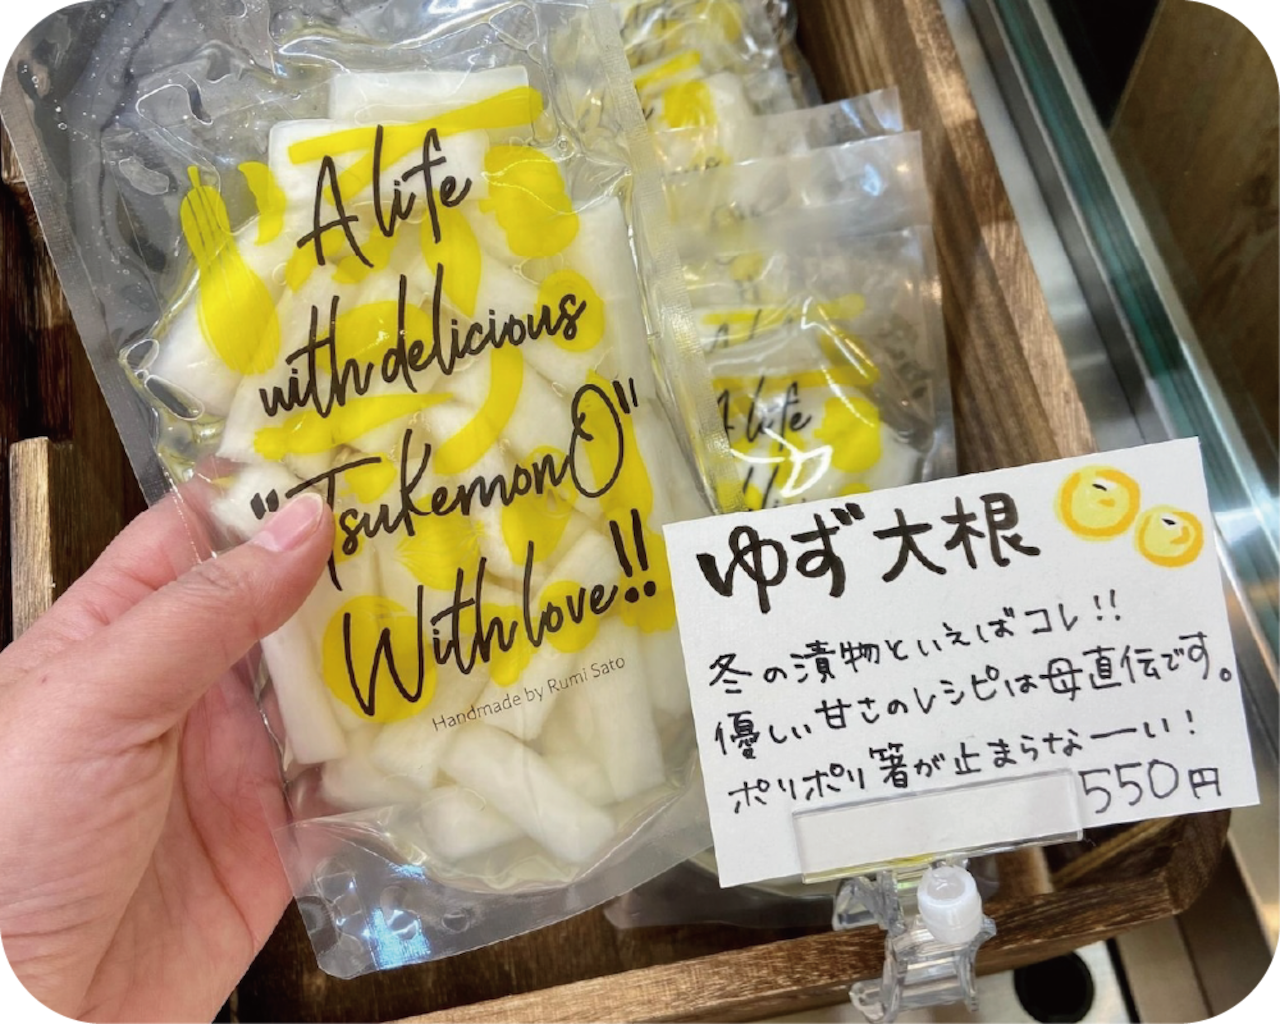 A life
with delicious
"TsukemonO"
With love!!
Handmade by Rumi Sato
A life
ゆず大根
冬の漬物といえばコレ!!
優しい甘さのレシピは母直伝です。
ポリポリ箸が止まらなーい!
550円